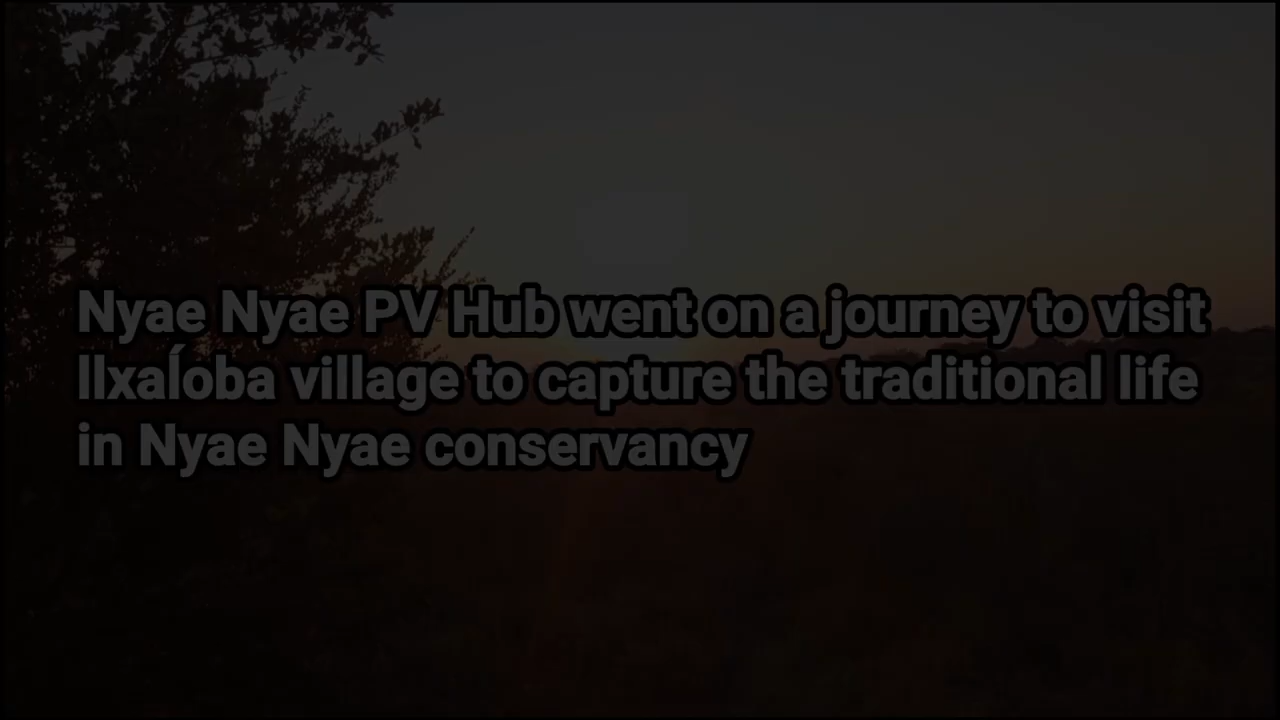 Nyae Nyae PV Hub went on a journey to visit
llxaĺoba village to capture the traditional life
in Nyae Nyae conservancy